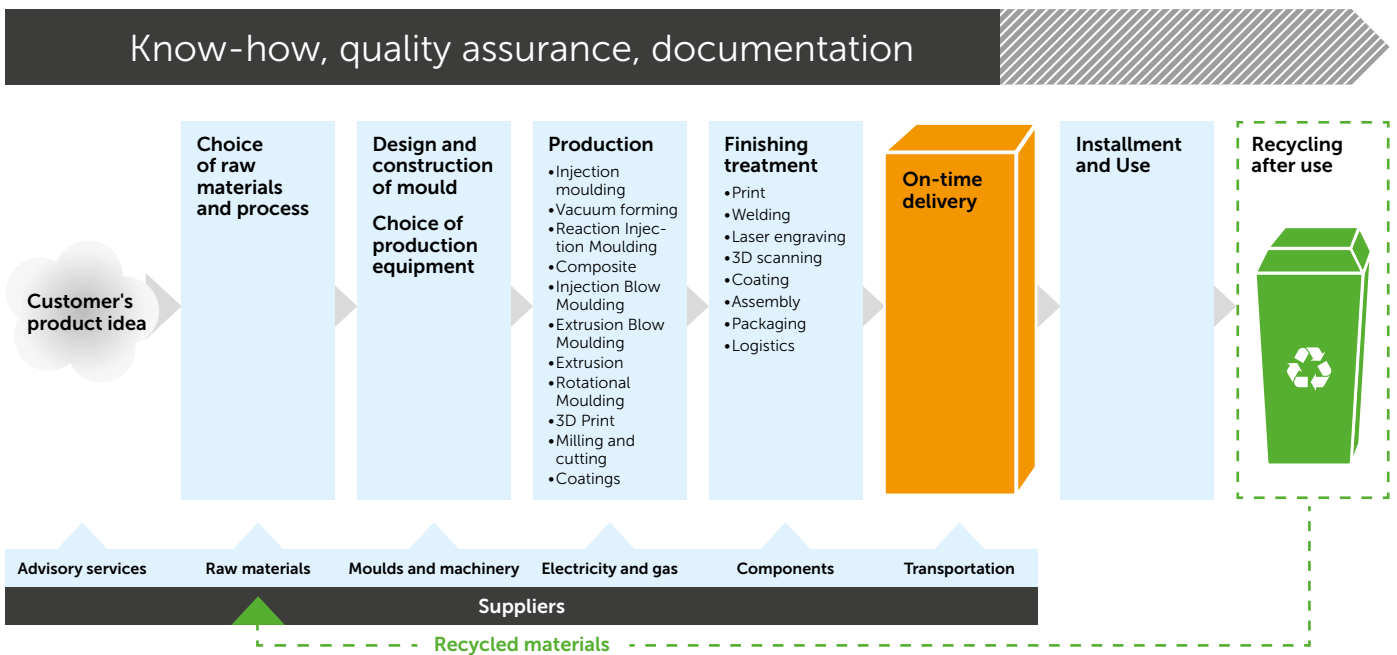 Know-how, quality assurance, documentation
Customer's
product idea
Choice
of raw
materials
and process
Design and
construction
of mould
Choice of
production
equipment
Production
•Injection
moulding
•Vacuum forming
•Reaction Injec-
tion Moulding
•Composite
•Injection Blow
Moulding
•Extrusion Blow
Moulding
•Extrusion
•Rotational
Moulding
•3D Print
•Milling and
cutting
•Coatings
Finishing
treatment
•Print
•Welding
•Laser engraving
•3D scanning
•Coating
•Assembly
•Packaging
•Logistics
On-time
delivery
Installment
and Use
Recycling
after use
Advisory services
Raw materials
Moulds and machinery
Electricity and gas
Components
Transportation
Suppliers
Recycled materials